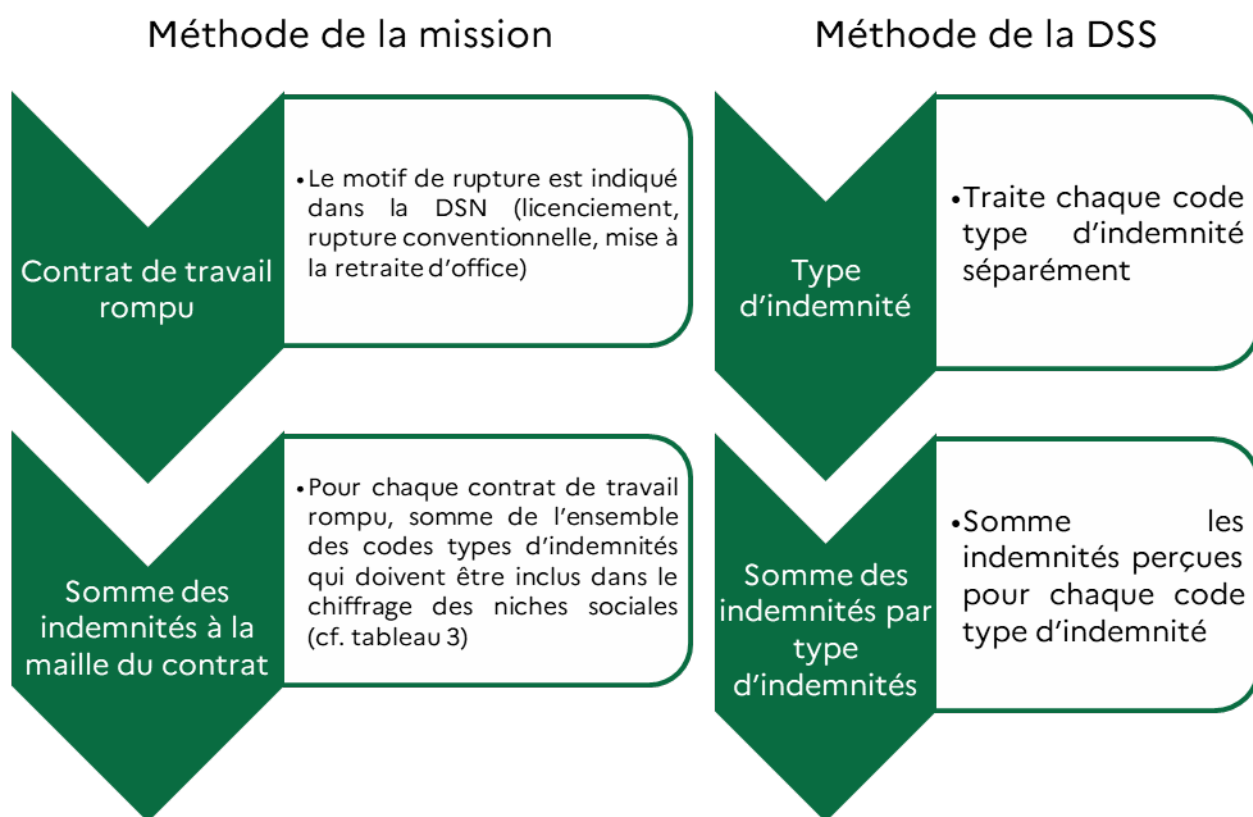 Méthode de la mission
Contrat de travail
rompu
•Le motif de rupture est indiqué
dans la DSN (licenciement,
rupture conventionnelle, mise à
la retraite d’office)
Somme des
indemnités à la
maille du contrat
•Pour chaque contrat de travail
rompu, somme de l’ensemble
des codes types d’indemnités
qui doivent être inclus dans le
chiffrage des niches sociales
(cf. tableau 3)
Méthode de la DSS
Type
d’indemnité
•Traite chaque code
type d’indemnité
séparément
Somme des
indemnités par
type
d’indemnités
•Somme les
indemnités perçues
pour chaque code
type d’indemnité